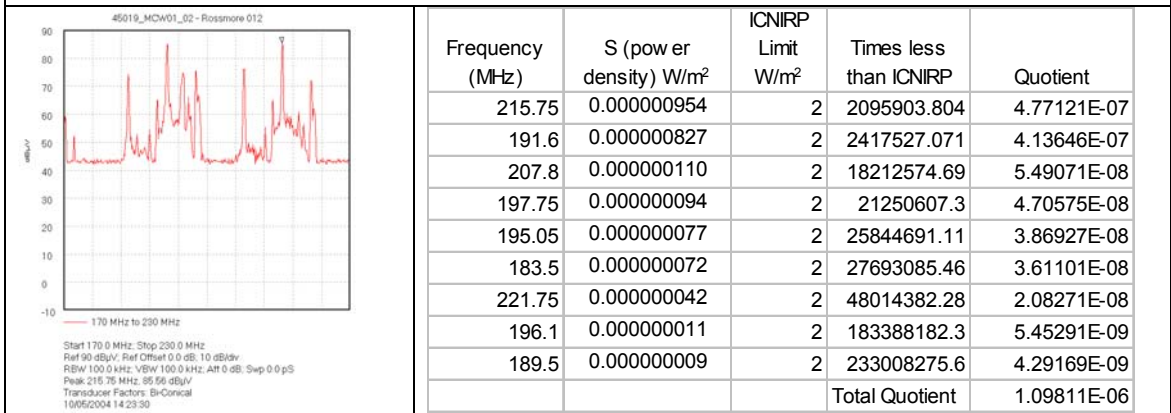 45019_MCW01_02 - Rossmore 012
90
80
70
60
50
40
30
20
10
0
-10
dBµV
170 MHz to 230 MHz
Start 170.0 MHz; Stop 230.0 MHz
Ref 90 dBµV; Ref Offset 0.0 dB; 10 dB/div
RBW 100.0 kHz; VBW 100.0 kHz; Att 0 dB; Swp 0.0 pS
Peak 215.75 MHz, 85.56 dBµV
Transducer Factors: Bi-Conical
10/05/2004 14:23:30
Frequency (MHz) S (pow er density) W/m² ICNIRP Limit W/m² Times less than ICNIRP Quotient
215.75 0.000000954 2 2095903.804 4.77121E-07
191.6 0.000000827 2 2417527.071 4.13646E-07
207.8 0.000000110 2 18212574.69 5.49071E-08
197.75 0.000000094 2 21250607.3 4.70575E-08
195.05 0.000000077 2 25844691.11 3.86927E-08
183.5 0.000000072 2 27693085.46 3.61101E-08
221.75 0.000000042 2 48014382.28 2.08271E-08
196.1 0.000000011 2 183388182.3 5.45291E-09
189.5 0.000000009 2 233008275.6 4.29169E-09
Total Quotient 1.09811E-06